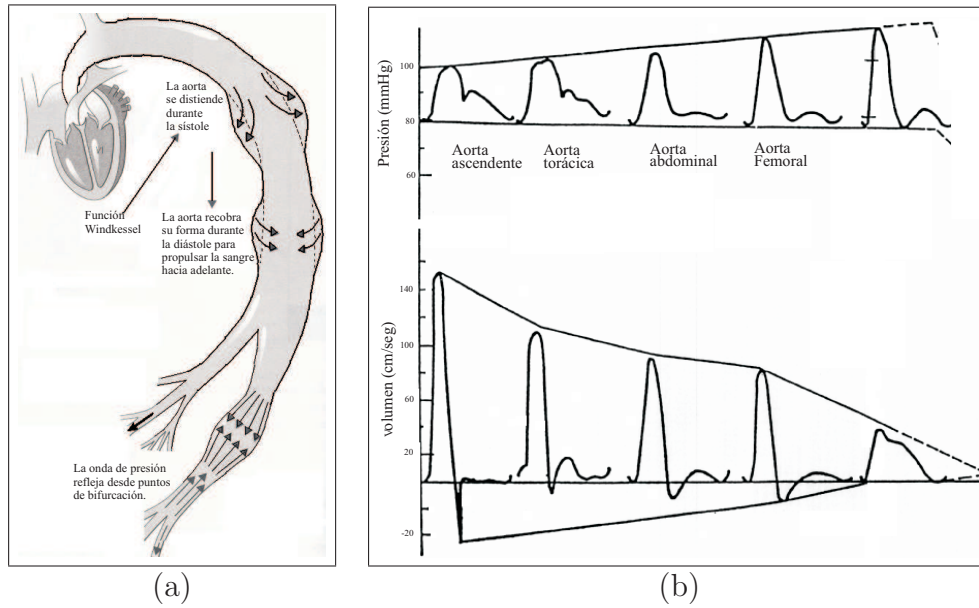 La aorta
se distiende
durante
la sístole
Función
Windkessel
La aorta recobra
su forma durante
la diástole para
propulsar la sangre
hacia adelante.
La onda de presión
refleja desde puntos
de bifurcación.
(a)
Presión (mmHg)
100
80
60
Aorta
ascendente
Aorta
torácica
Aorta
abdominal
Aorta
Femoral
volumen (cm/seg)
140
100
60
20
-20
(b)